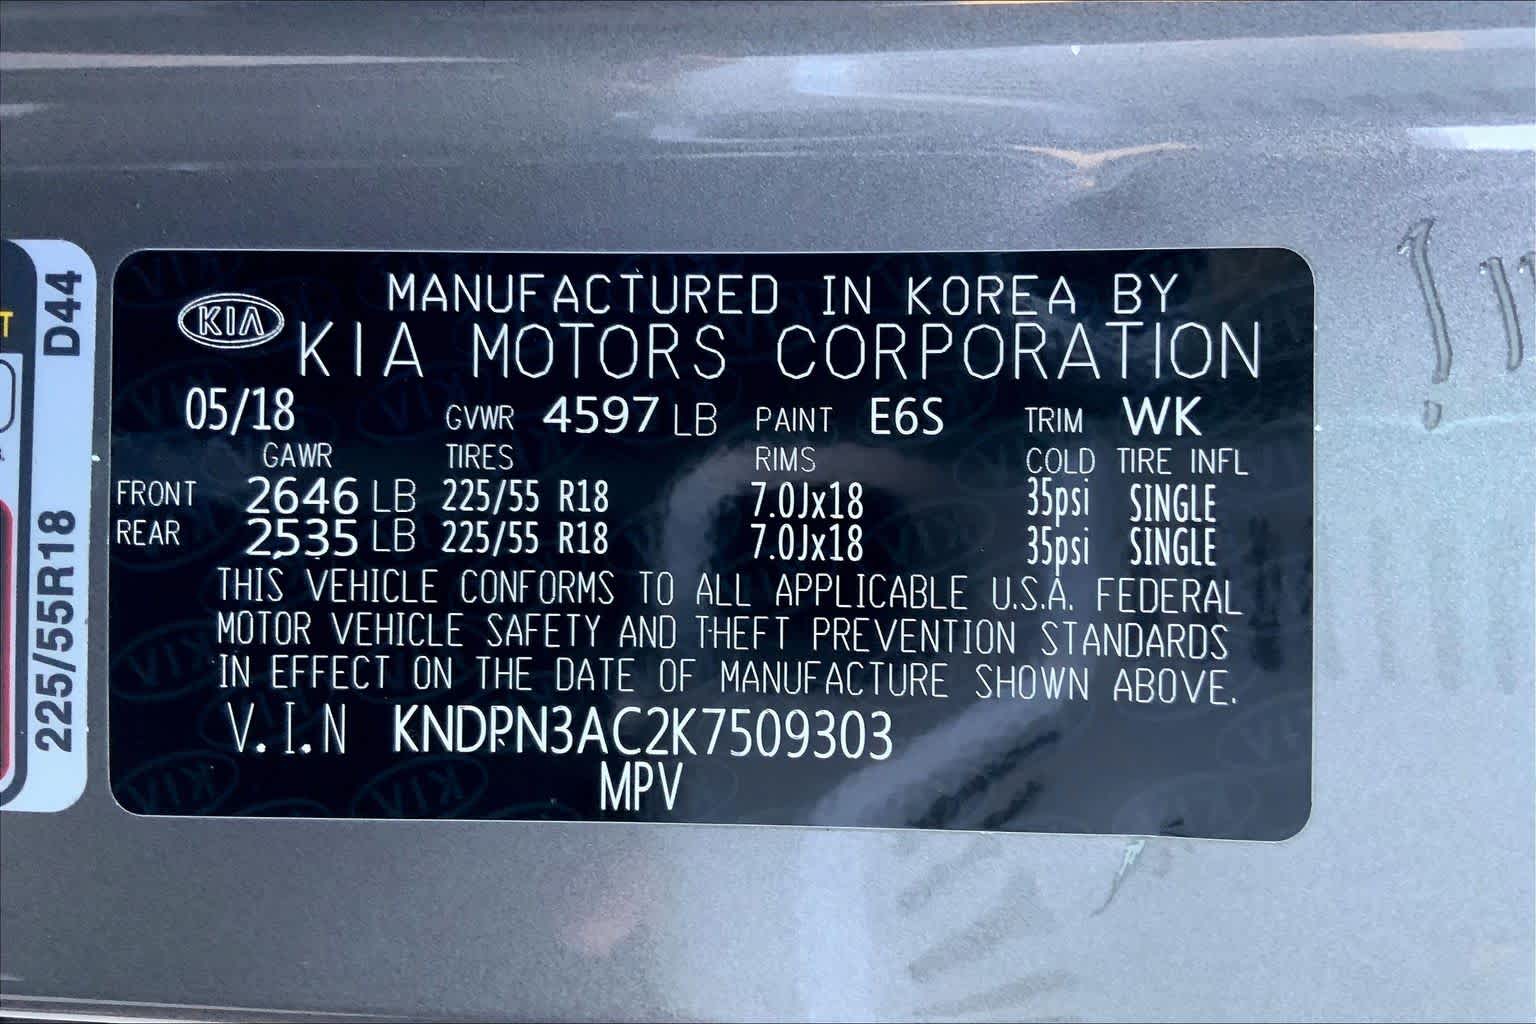 D44
225/55R18
T
KIA
MANUFACTURED IN KOREA BY
KIA MOTORS CORPORATION
05/18 GVWR 4597 LB PAINT E6S TRIM WK
GAWR TIRES RIMS COLD TIRE INFL
FRONT 2646 LB 225/55 R18 7.0Jx18 35psi SINGLE
REAR 2535 LB 225/55 R18 7.0Jx18 35psi SINGLE
THIS VEHICLE CONFORMS TO ALL APPLICABLE U.S.A. FEDERAL
MOTOR VEHICLE SAFETY AND THEFT PREVENTION STANDARDS
IN EFFECT ON THE DATE OF MANUFACTURE SHOWN ABOVE.
V.I.N KNDPN3AC2K7509303
MPV